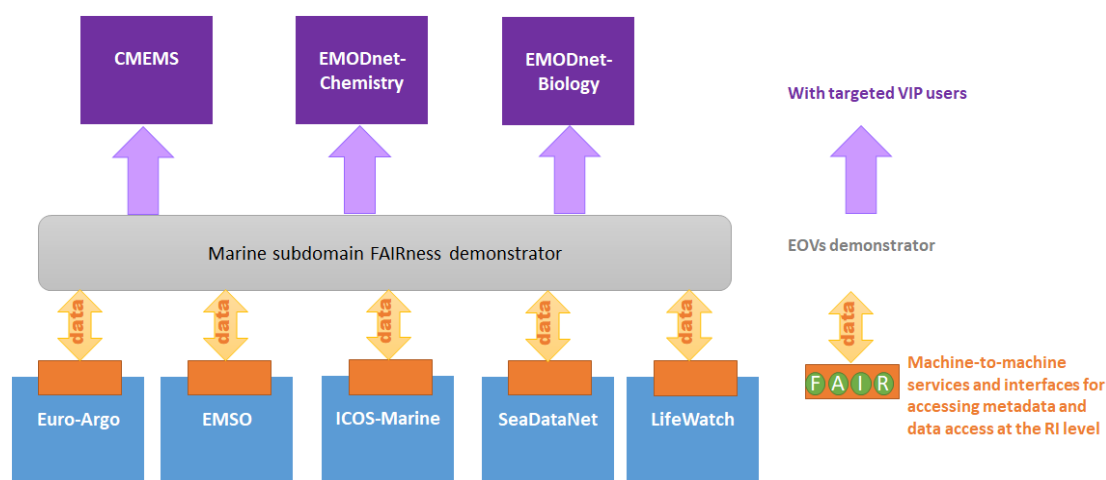 CMEMS
EMODnet-
Chemistry
EMODnet-
Biology
With targeted VIP users
Marine subdomain FAIRness demonstrator
EOVs demonstrator
data
data
data
data
data
data
Euro-Argo
EMSO
ICOS-Marine
SeaDataNet
LifeWatch
F A I R
Machine-to-machine
services and interfaces for
accessing metadata and
data access at the RI level